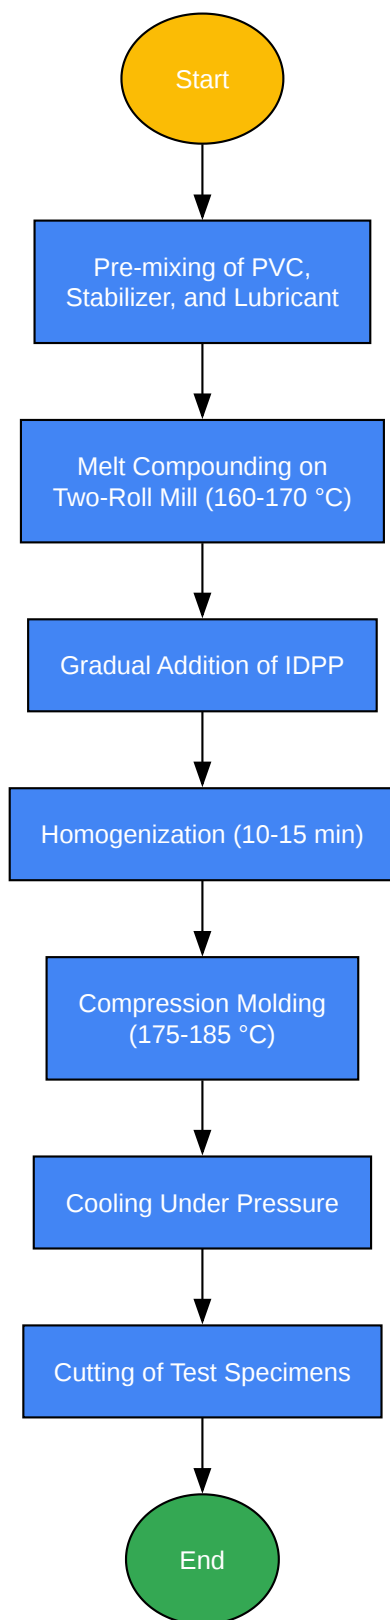 Start
Pre-mixing of PVC,
Stabilizer, and Lubricant
Melt Compounding on
Two-Roll Mill (160-170 °C)
Gradual Addition of IDPP
Homogenization (10-15 min)
Compression Molding
(175-185 °C)
Cooling Under Pressure
Cutting of Test Specimens
End